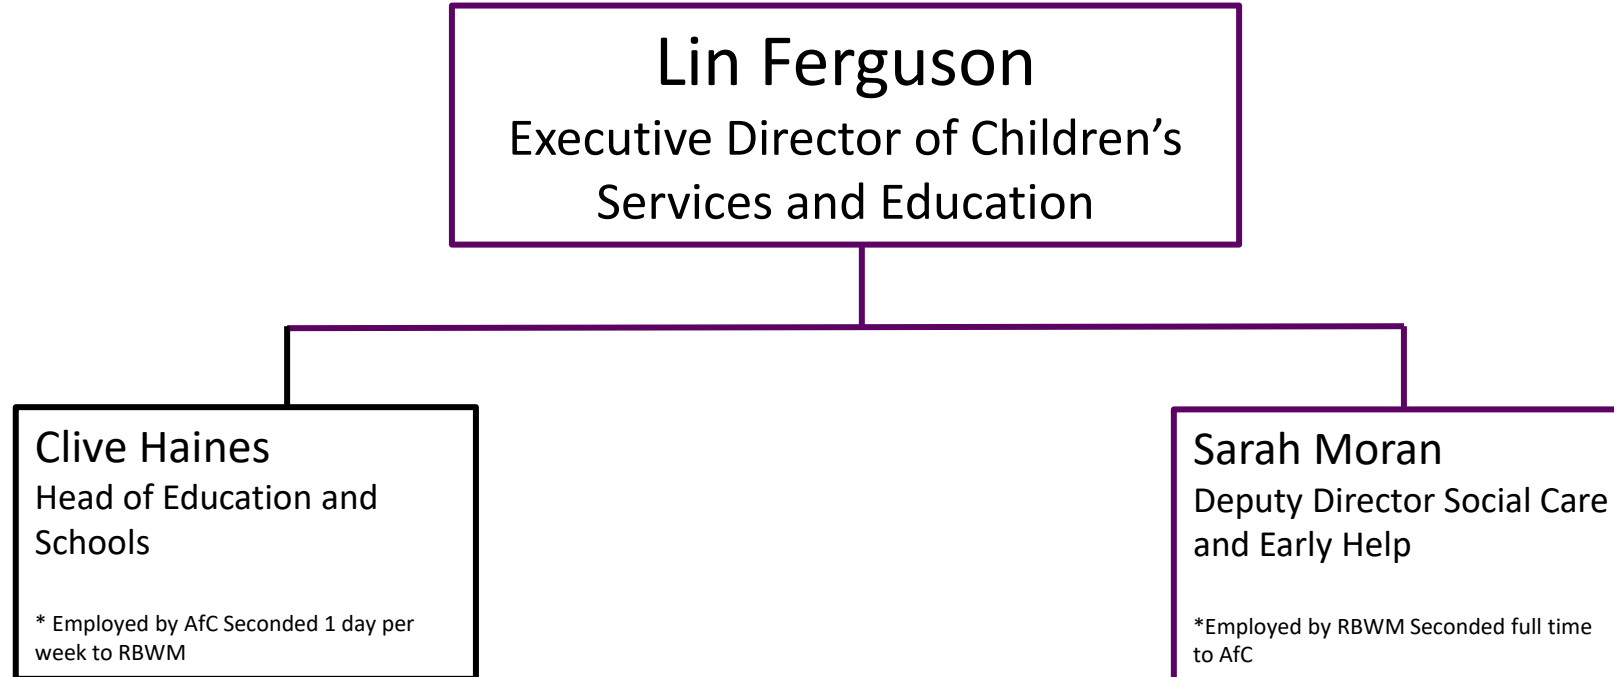 Lin Ferguson
Executive Director of Children’s
Services and Education
Clive Haines
Head of Education and
Schools
* Employed by AfC Seconded 1 day per
week to RBWM
Sarah Moran
Deputy Director Social Care
and Early Help
*Employed by RBWM Seconded full time
to AfC